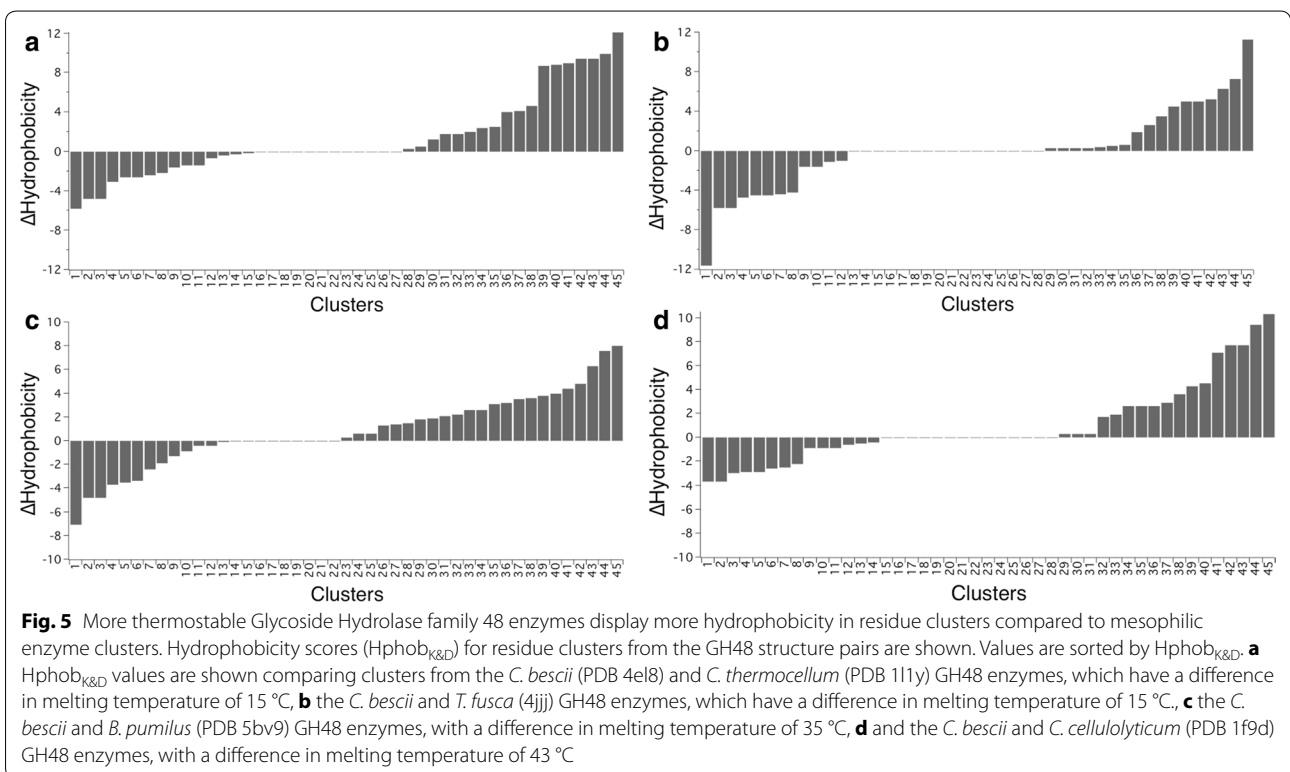 a
12
8
4
0
-4
-8
-12
ΔHydrophobicity
1 2 3 4 5 6 7 8 9 10 11 12 13 14 15 16 17 18 19 20 21 22 23 24 25 26 27 28 29 30 31 32 33 34 35 36 37 38 39 40 41 42 43 44 45
Clusters
b
12
8
4
0
-4
-8
-12
ΔHydrophobicity
1 2 3 4 5 6 7 8 9 10 11 12 13 14 15 16 17 18 19 20 21 22 23 24 25 26 27 28 29 30 31 32 33 34 35 36 37 38 39 40 41 42 43 44 45
Clusters
c
10
8
6
4
2
0
-2
-4
-6
-8
-10
ΔHydrophobicity
1 2 3 4 5 6 7 8 9 10 11 12 13 14 15 16 17 18 19 20 21 22 23 24 25 26 27 28 29 30 31 32 33 34 35 36 37 38 39 40 41 42 43 44 45
Clusters
d
10
8
6
4
2
0
-2
-4
-6
-8
-10
ΔHydrophobicity
1 2 3 4 5 6 7 8 9 10 11 12 13 14 15 16 17 18 19 20 21 22 23 24 25 26 27 28 29 30 31 32 33 34 35 36 37 38 39 40 41 42 43 44 45
Clusters
Fig. 5 More thermostable Glycoside Hydrolase family 48 enzymes display more hydrophobicity in residue clusters compared to mesophilic
enzyme clusters. Hydrophobicity scores (HphobK&D) for residue clusters from the GH48 structure pairs are shown. Values are sorted by HphobK&D. a
HphobK&D values are shown comparing clusters from the C. bescii (PDB 4el8) and C. thermocellum (PDB 1l1y) GH48 enzymes, which have a difference
in melting temperature of 15 °C, b the C. bescii and T. fusca (4jjj) GH48 enzymes, which have a difference in melting temperature of 15 °C., c the C.
bescii and B. pumilus (PDB 5bv9) GH48 enzymes, with a difference in melting temperature of 35 °C, d and the C. bescii and C. cellulolyticum (PDB 1f9d)
GH48 enzymes, with a difference in melting temperature of 43 °C